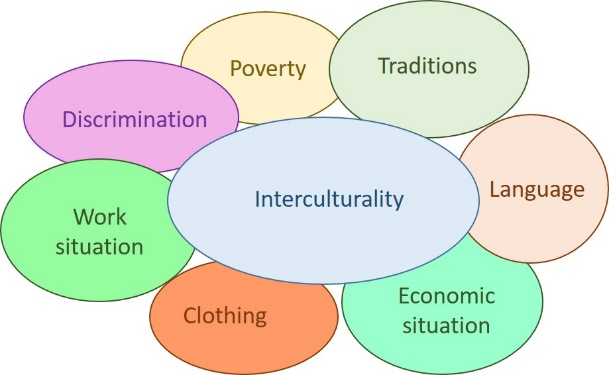 Poverty
Traditions
Discrimination
Interculturality
Language
Work
situation
Clothing
Economic
situation